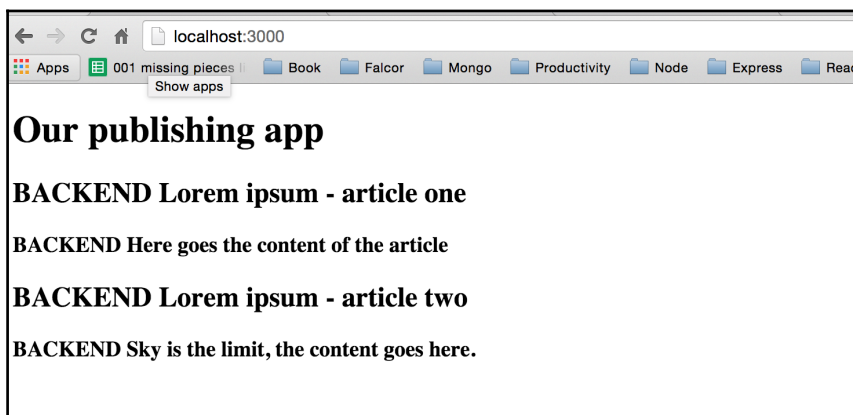 localhost:3000
Apps 001 missing pieces Book Falcor Mongo Productivity Node Express
Show apps
Our publishing app
BACKEND Lorem ipsum - article one
BACKEND Here goes the content of the article
BACKEND Lorem ipsum - article two
BACKEND Sky is the limit, the content goes here.